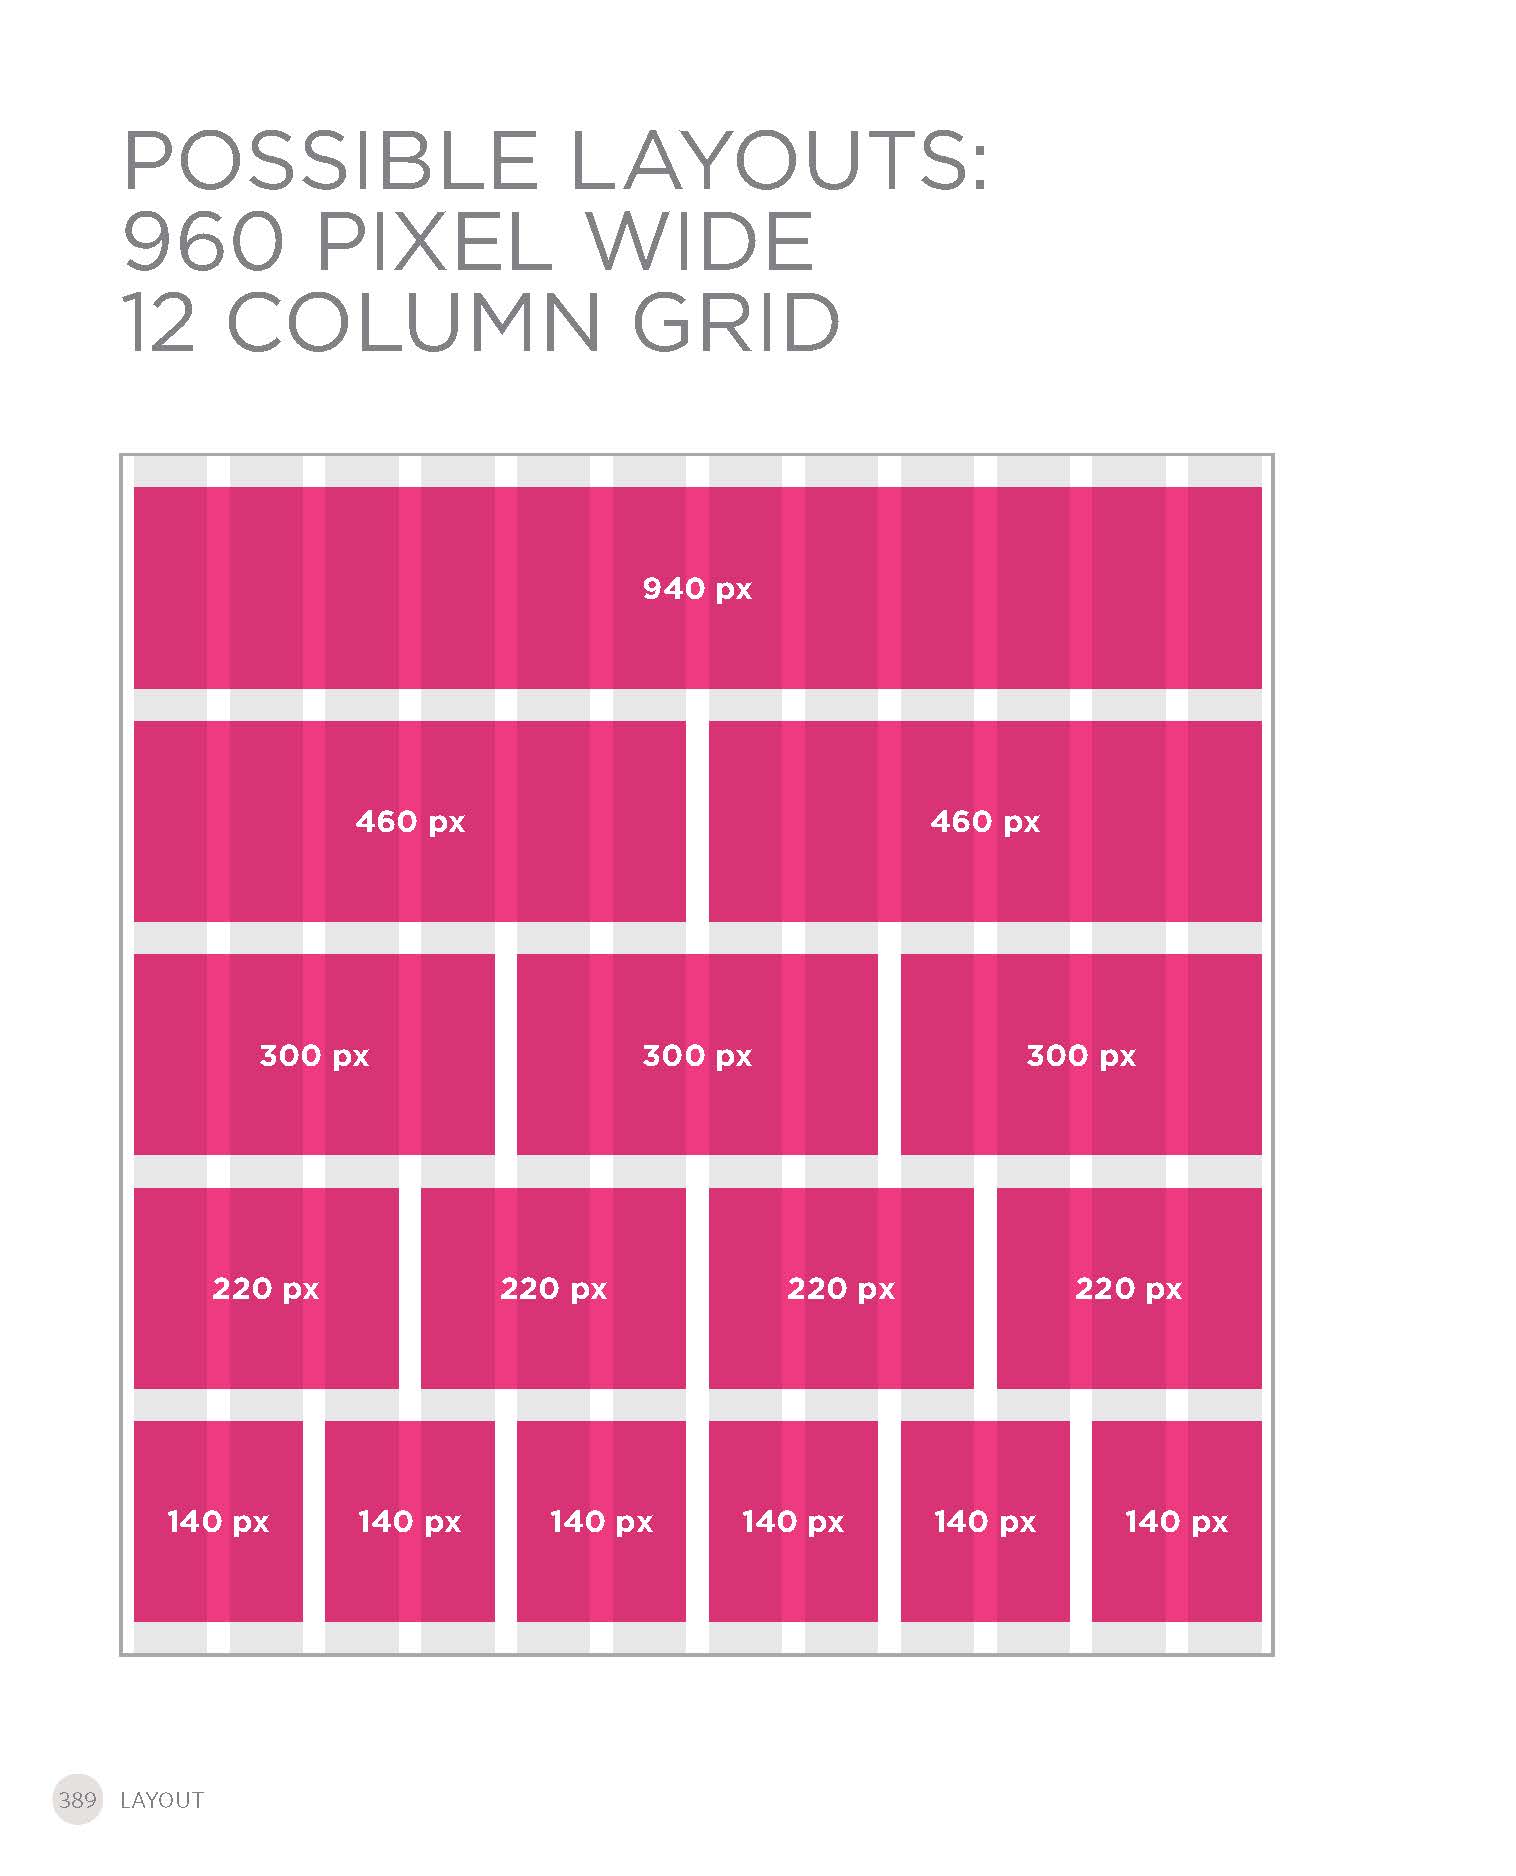 POSSIBLE LAYOUTS:
960 PIXEL WIDE
12 COLUMN GRID
940 px
460 px 460 px
300 px 300 px 300 px
220 px 220 px 220 px 220 px
140 px 140 px 140 px 140 px 140 px 140 px
389 LAYOUT